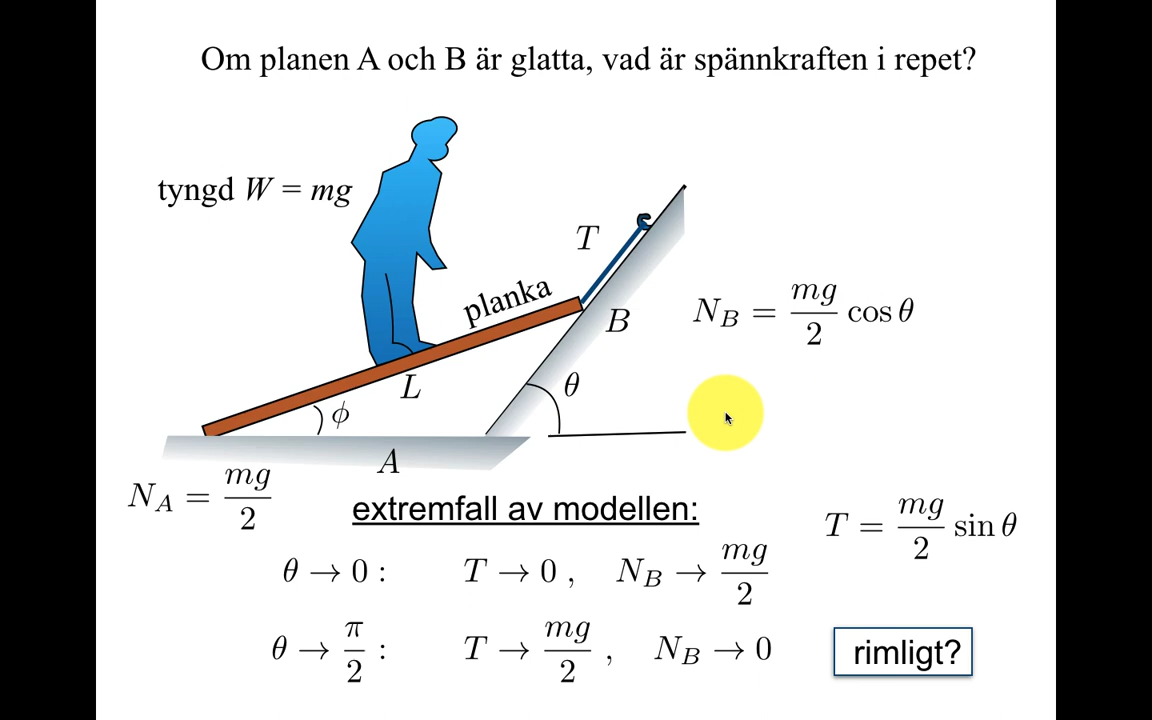 Om planen A och B är glatta, vad är spännkraften i repet?
tyngd W = mg
T
planka
B
N_B = mg/2 cos θ
L
θ
ϕ
A
N_A = mg/2
extremfall av modellen:
T = mg/2 sin θ
θ → 0 : T → 0 , N_B → mg/2
θ → π/2 : T → mg/2 , N_B → 0
rimligt?